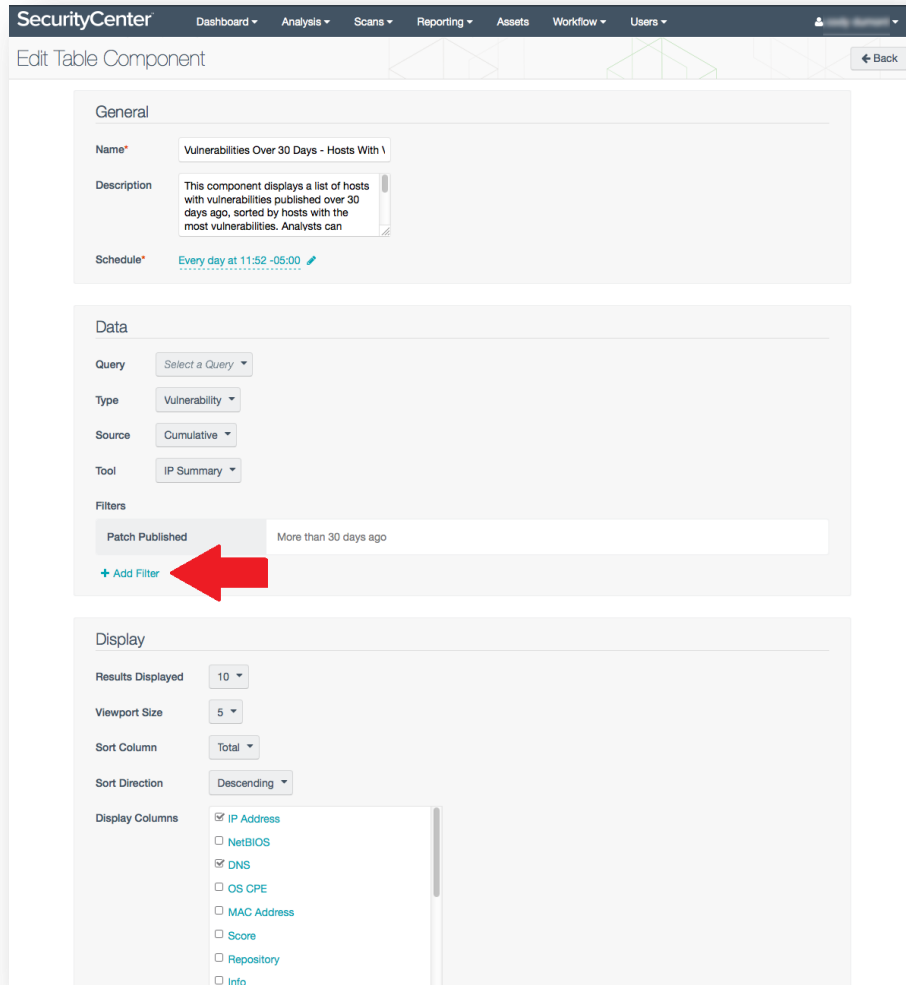 SecurityCenter Dashboard Analysis Scans Reporting Assets Workflow Users
Edit Table Component
Back
General
Name* Vulnerabilities Over 30 Days - Hosts With
Description This component displays a list of hosts
with vulnerabilities published over 30
days ago, sorted by hosts with the
most vulnerabilities. Analysts can
Schedule* Every day at 11:52 -05:00
Data
Query Select a Query
Type Vulnerability
Source Cumulative
Tool IP Summary
Filters
Patch Published More than 30 days ago
+ Add Filter
Display
Results Displayed 10
Viewport Size 5
Sort Column Total
Sort Direction Descending
Display Columns IP Address
NetBIOS
DNS
OS CPE
MAC Address
Score
Repository
Info